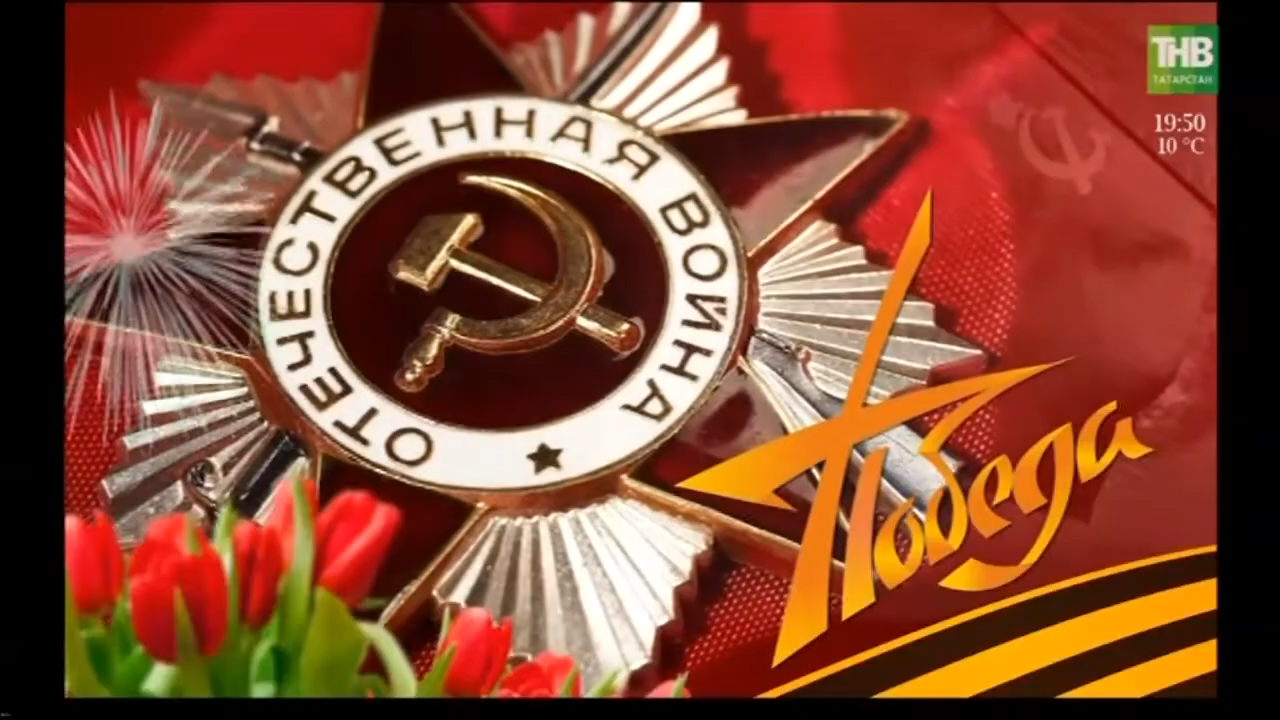 ТНВ
ТАТАРСТАН
19:50
10 °C
ОТЕЧЕСТВЕННАЯ ВОЙНА
Победа